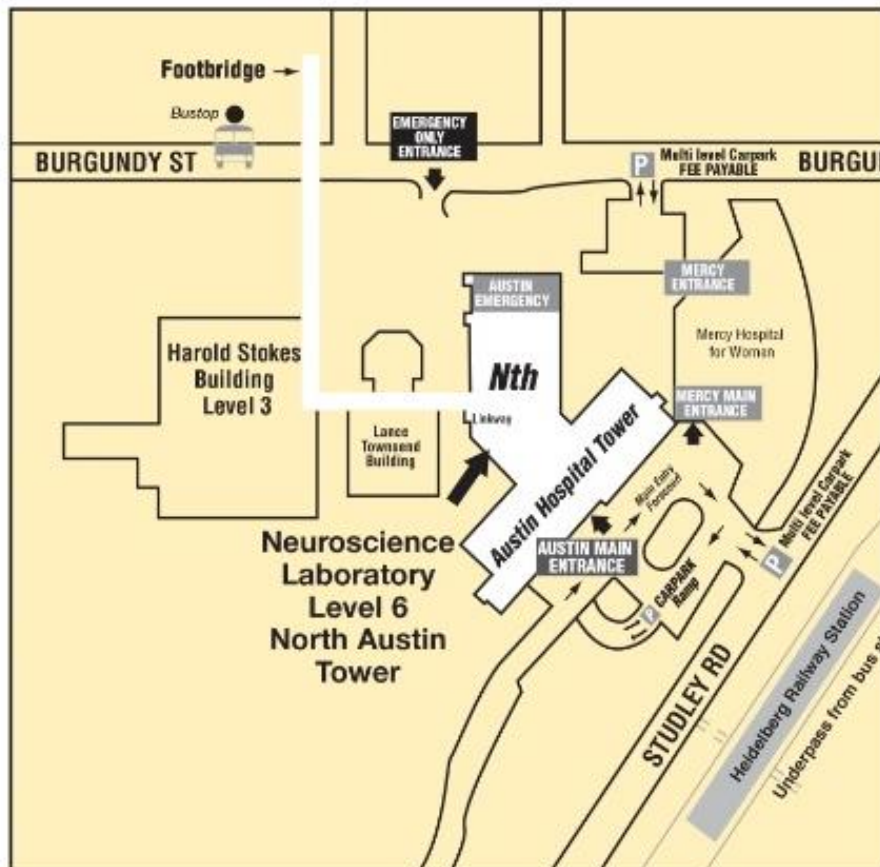 Footbridge
Bustop
EMERGENCY
ONLY
ENTRANCE
BURGUNDY ST
P
Multi level Carpark
FEE PAYABLE
AUSTIN
EMERGENCY
MERCY
ENTRANCE
Mercy Hospital
for Women
Harold Stokes
Building
Level 3
Nth
MERCY MAIN
ENTRANCE
Linkway
Lance
Townsend
Building
Austin Hospital Tower
Main Entry
Forecourt
Multi level Carpark
FEE PAYABLE
P
Neuroscience
Laboratory
Level 6
North Austin
Tower
AUSTIN MAIN
ENTRANCE
P
CARPARK
Ramp
STUDLEY RD
Heidelberg Railway Station
Underpass from bus